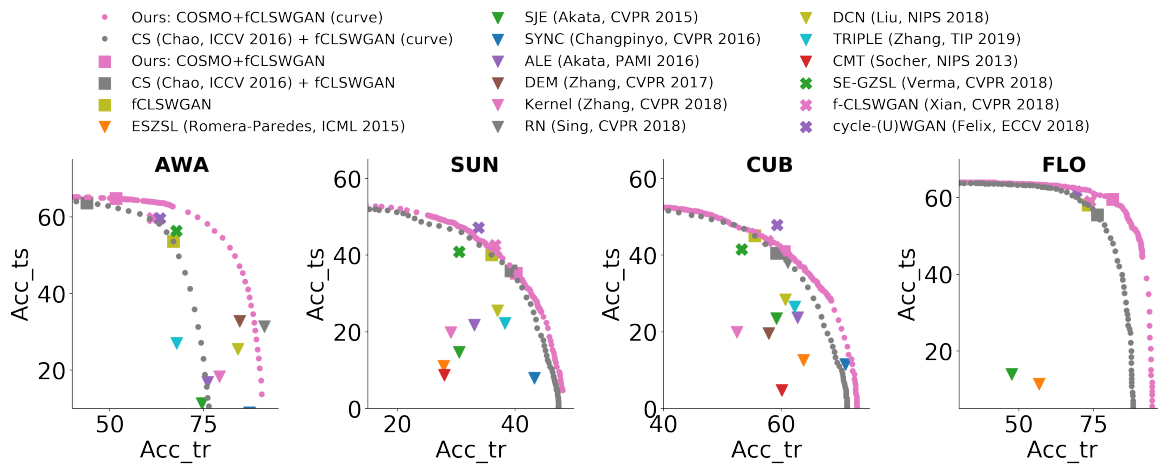 Ours: COSMO+fCLSWGAN (curve)
CS (Chao, ICCV 2016) + fCLSWGAN (curve)
Ours: COSMO+fCLSWGAN
CS (Chao, ICCV 2016) + fCLSWGAN
fCLSWGAN
ESZSL (Romera-Paredes, ICML 2015)
SJE (Akata, CVPR 2015)
SYNC (Changpinyo, CVPR 2016)
ALE (Akata, PAMI 2016)
DEM (Zhang, CVPR 2017)
Kernel (Zhang, CVPR 2018)
RN (Sing, CVPR 2018)
DCN (Liu, NIPS 2018)
TRIPLE (Zhang, TIP 2019)
CMT (Socher, NIPS 2013)
SE-GZSL (Verma, CVPR 2018)
f-CLSWGAN (Xian, CVPR 2018)
cycle-(U)WGAN (Felix, ECCV 2018)
AWA
Acc_ts
60
40
20
50 75
Acc_tr
SUN
Acc_ts
60
40
20
0
20 40
Acc_tr
CUB
Acc_ts
60
40
20
0
40 60
Acc_tr
FLO
Acc_ts
60
40
20
50 75
Acc_tr